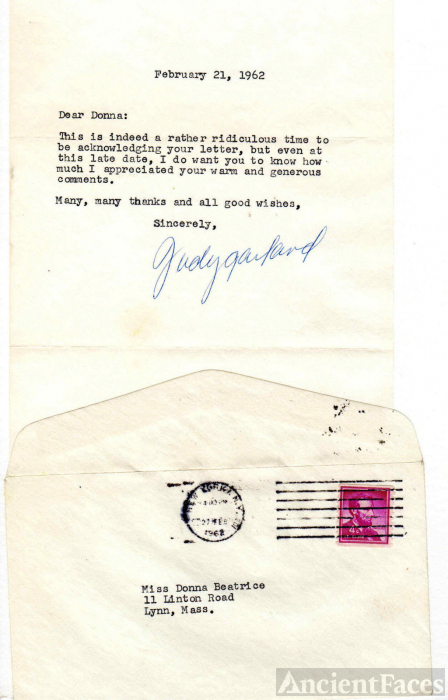 February 21, 1962
Dear Donna:
This is indeed a rather ridiculous time to
be acknowledging your letter, but even at
this late date, I do want you to know how
much I appreciated your warm and generous
comments.
Many, many thanks and all good wishes,
Sincerely,
Judy Garland
NEW YORK, N.Y.
1962
Miss Donna Beatrice
11 Linton Road
Lynn, Mass.
AncientFaces